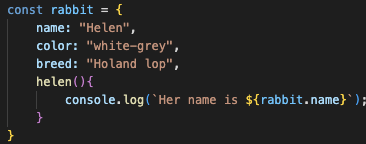 const rabbit = {
    name: "Helen",
    color: "white-grey",
    breed: "Holand lop",
    helen(){
        console.log(`Her name is ${rabbit.name}`);
    }
}